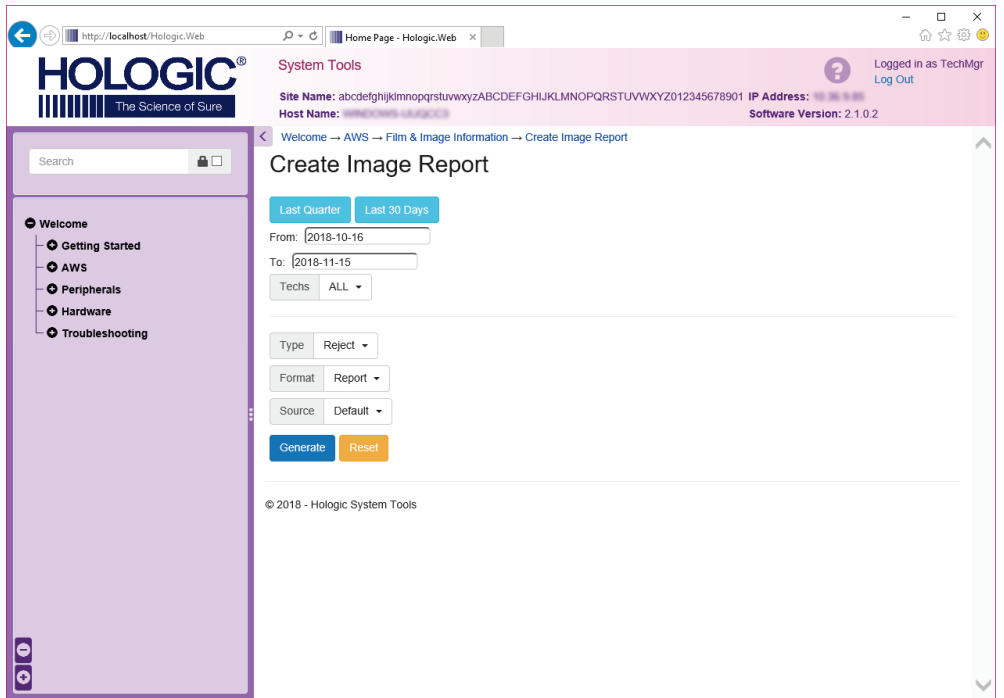 http://localhost/Hologic.Web
Home Page - Hologic.Web
HOLOGIC®
The Science of Sure
System Tools
Logged in as TechMgr
Log Out
Site Name: abcdefghijklmnopqrstuvwxyzABCDEFGHIJKLMNOPQRSTUVWXYZ012345678901 IP Address:
Host Name:
Software Version: 2.1.0.2
Search
Welcome → AWS → Film & Image Information → Create Image Report
Create Image Report
Last Quarter Last 30 Days
From: 2018-10-16
To: 2018-11-15
Techs ALL
Type Reject
Format Report
Source Default
Generate Reset
© 2018 - Hologic System Tools
Welcome
Getting Started
AWS
Peripherals
Hardware
Troubleshooting